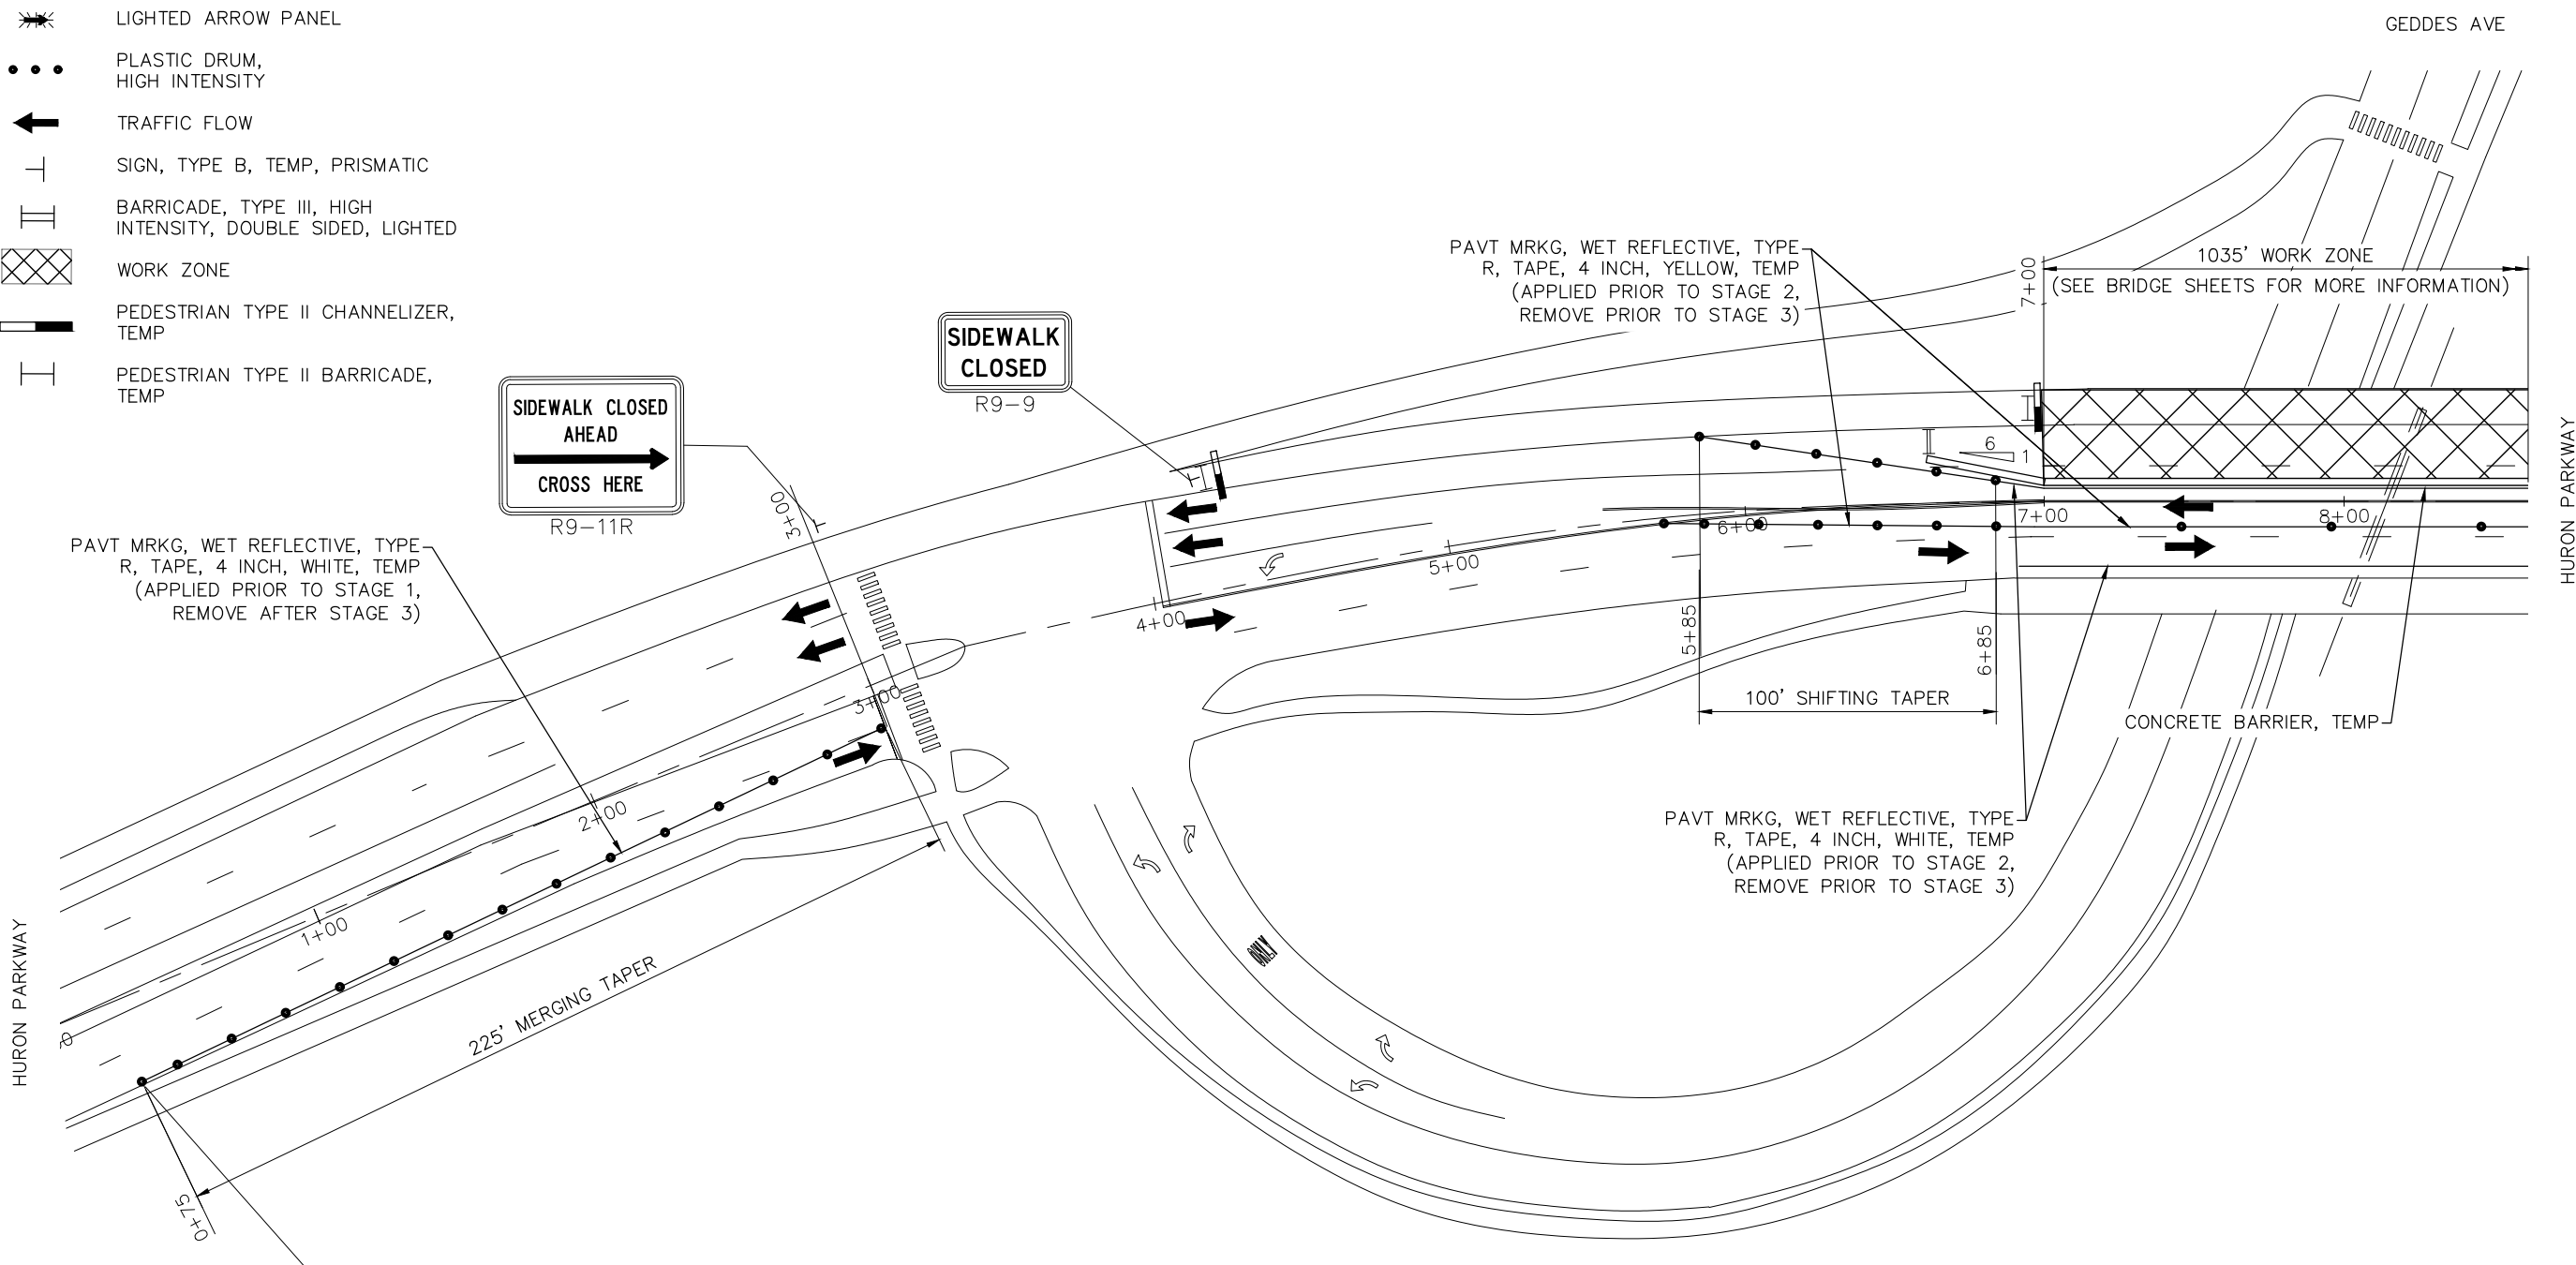 LIGHTED ARROW PANEL
PLASTIC DRUM,
HIGH INTENSITY
TRAFFIC FLOW
SIGN, TYPE B, TEMP, PRISMATIC
BARRICADE, TYPE III, HIGH
INTENSITY, DOUBLE SIDED, LIGHTED
WORK ZONE
PEDESTRIAN TYPE II CHANNELIZER,
TEMP
PEDESTRIAN TYPE II BARRICADE,
TEMP
GEDDES AVE
SIDEWALK CLOSED
AHEAD
CROSS HERE
R9-11R
SIDEWALK
CLOSED
R9-9
PAVT MRKG, WET REFLECTIVE, TYPE
R, TAPE, 4 INCH, YELLOW, TEMP
(APPLIED PRIOR TO STAGE 2,
REMOVE PRIOR TO STAGE 3)
7+00
1035' WORK ZONE
(SEE BRIDGE SHEETS FOR MORE INFORMATION)
6
1
HURON PARKWAY
3+00
PAVT MRKG, WET REFLECTIVE, TYPE
R, TAPE, 4 INCH, WHITE, TEMP
(APPLIED PRIOR TO STAGE 1,
REMOVE AFTER STAGE 3)
0
1+00
2+00
3+00
4+00
5+00
6+00
7+00
8+00
5+85
6+85
100' SHIFTING TAPER
CONCRETE BARRIER, TEMP
PAVT MRKG, WET REFLECTIVE, TYPE
R, TAPE, 4 INCH, WHITE, TEMP
(APPLIED PRIOR TO STAGE 2,
REMOVE PRIOR TO STAGE 3)
ONLY
225' MERGING TAPER
HURON PARKWAY
0+75